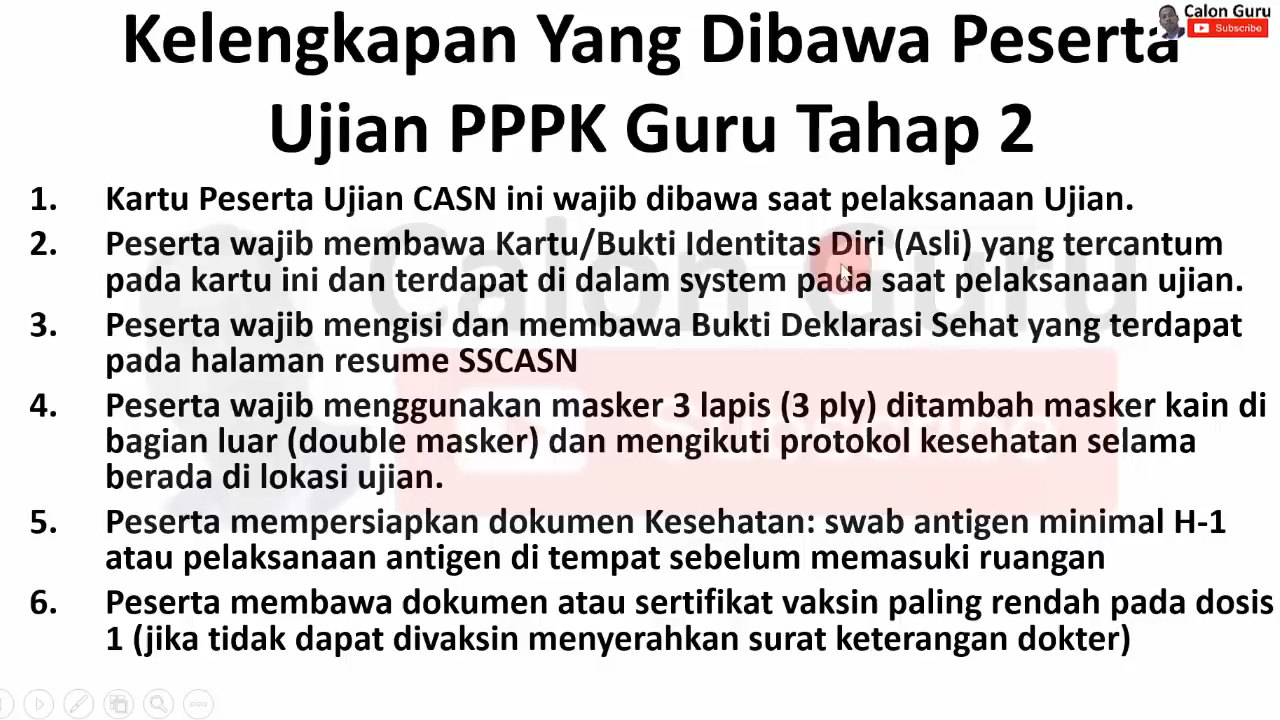 Calon Guru
Subscribe
Kelengkapan Yang Dibawa Peserta
Ujian PPPK Guru Tahap 2
1. Kartu Peserta Ujian CASN ini wajib dibawa saat pelaksanaan Ujian.
2. Peserta wajib membawa Kartu/Bukti Identitas Diri (Asli) yang tercantum
pada kartu ini dan terdapat di dalam system pada saat pelaksanaan ujian.
3. Peserta wajib mengisi dan membawa Bukti Deklarasi Sehat yang terdapat
pada halaman resume SSCASN
4. Peserta wajib menggunakan masker 3 lapis (3 ply) ditambah masker kain di
bagian luar (double masker) dan mengikuti protokol kesehatan selama
berada di lokasi ujian.
5. Peserta mempersiapkan dokumen Kesehatan: swab antigen minimal H-1
atau pelaksanaan antigen di tempat sebelum memasuki ruangan
6. Peserta membawa dokumen atau sertifikat vaksin paling rendah pada dosis
1 (jika tidak dapat divaksin menyerahkan surat keterangan dokter)
Calon Guru
Subscribe